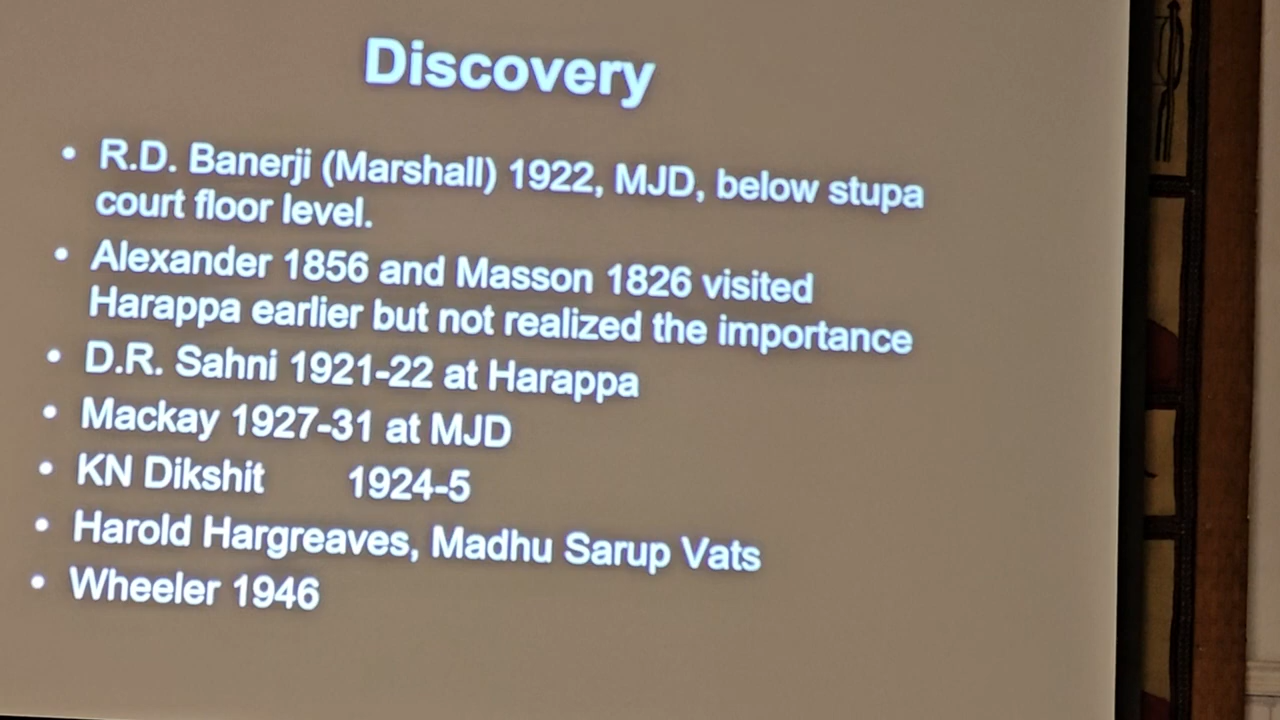 Discovery
• R.D. Banerji (Marshall) 1922, MJD, below stupa
court floor level.
• Alexander 1856 and Masson 1826 visited
Harappa earlier but not realized the importance
• D.R. Sahni 1921-22 at Harappa
• Mackay 1927-31 at MJD
• KN Dikshit 1924-5
• Harold Hargreaves, Madhu Sarup Vats
• Wheeler 1946